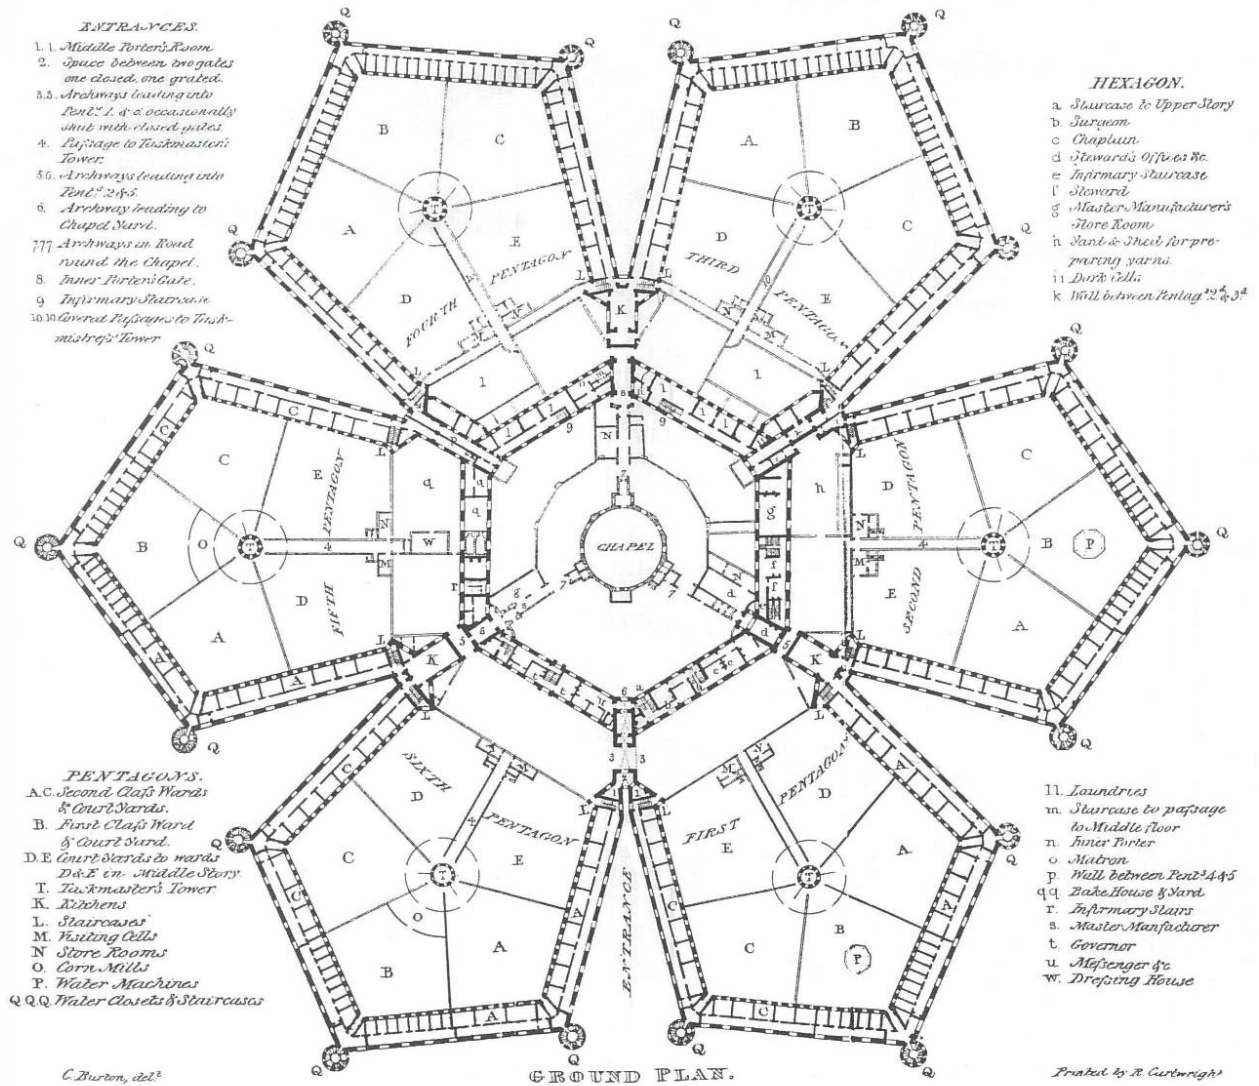 ENTRANCES.
1. 1. Middle Porter's Room
2. Space between two gates
one closed, one grated.
3.3. Archways leading into
Pent.s 1. & 6 occasionally
shut with closed gates.
4. Passage to Taskmaster's
Tower.
5.5. Archways leading into
Pent.s 2 & 5.
6. Archway leading to
Chapel Yard.
777 Archways in Road
round the Chapel.
8. Inner Porter's Gate.
9 Infirmary Staircase
10.10. Covered Passages to Task-
mistress' Tower
HEXAGON.
a Staircase to Upper Story
b. Surgeon
c Chaplain
d Steward's Offices &c.
e Infirmary Staircase
f Steward
g Master Manufacturer's
Store Room
h Yard & Shed for pre-
paring yarns.
ii Dark Cells
k Wall between Pentag.ns 2d & 3d
FOURTH PENTAGON
THIRD PENTAGON
FIFTH PENTAGON
SECOND PENTAGON
CHAPEL
SIXTH PENTAGON
FIRST PENTAGON
ENTRANCE
PENTAGONS.
A.C. Second Class Wards
& Court Yards.
B. First Class Ward
& Court Yard.
D.E Court Yards to wards
D & E in Middle Story
T. Taskmaster's Tower
K. Kitchens
L. Staircases
M. Visiting Cells
N Store Rooms
O. Corn Mills
P. Water Machines
Q Q.Q. Water Closets & Staircases
ll. Laundries
m. Staircase to passage
to Middle floor
n. Inner Porter
o. Matron
p. Wall between Pent.s 4 & 5
qq. Bake House & Yard
r. Infirmary Stairs
s. Master Manfacturer
t. Governor
u Messenger &c
w. Dressing House
C. Burton, delt.
GROUND PLAN.
Printed by R. Cartwright